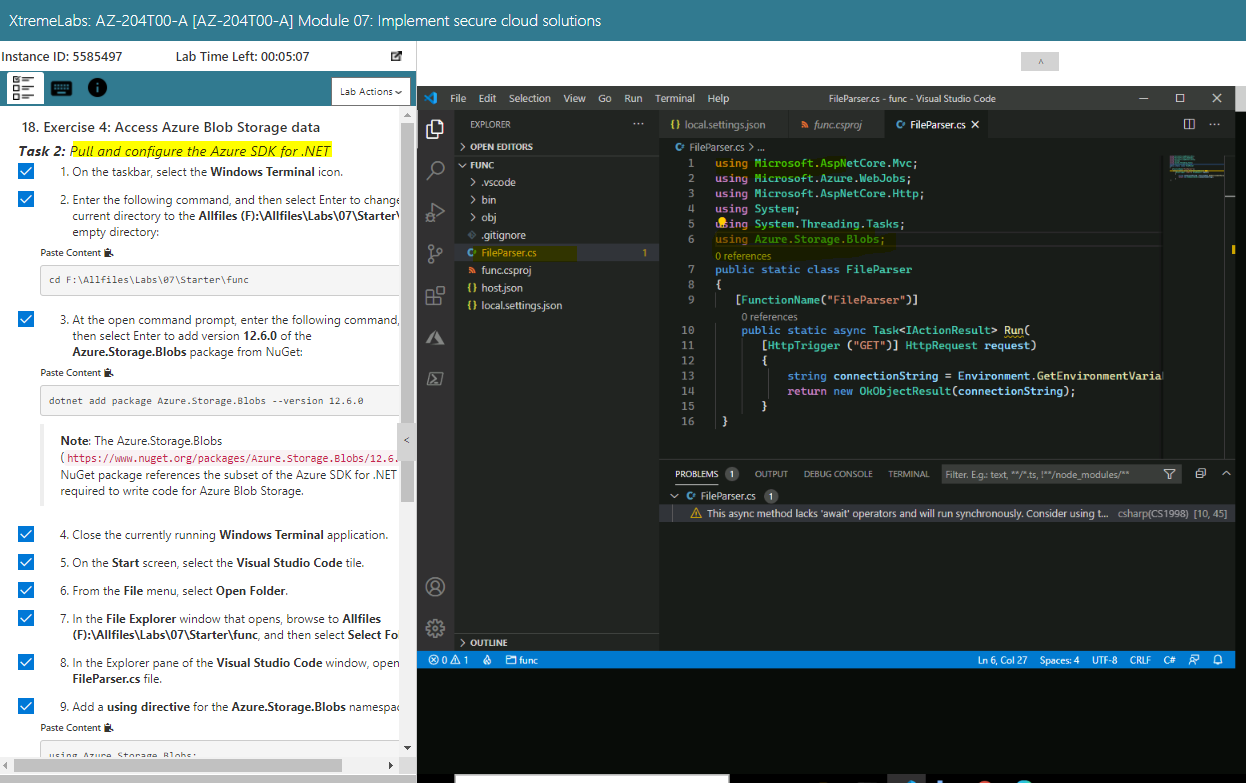 XtremeLabs: AZ-204T00-A [AZ-204T00-A] Module 07: Implement secure cloud solutions
Instance ID: 5585497 Lab Time Left: 00:05:07
Lab Actions
18. Exercise 4: Access Azure Blob Storage data
Task 2: Pull and configure the Azure SDK for .NET
1. On the taskbar, select the Windows Terminal icon.
2. Enter the following command, and then select Enter to change
current directory to the Allfiles (F):\Allfiles\Labs\07\Starter\
empty directory:
Paste Content
cd F:\Allfiles\Labs\07\Starter\func
3. At the open command prompt, enter the following command,
then select Enter to add version 12.6.0 of the
Azure.Storage.Blobs package from NuGet:
Paste Content
dotnet add package Azure.Storage.Blobs --version 12.6.0
Note: The Azure.Storage.Blobs
(https://www.nuget.org/packages/Azure.Storage.Blobs/12.6.
NuGet package references the subset of the Azure SDK for .NET
required to write code for Azure Blob Storage.
4. Close the currently running Windows Terminal application.
5. On the Start screen, select the Visual Studio Code tile.
6. From the File menu, select Open Folder.
7. In the File Explorer window that opens, browse to Allfiles
(F):\Allfiles\Labs\07\Starter\func, and then select Select Fo
8. In the Explorer pane of the Visual Studio Code window, open
FileParser.cs file.
9. Add a using directive for the Azure.Storage.Blobs namespac
Paste Content
using Azure.Storage.Blobs;
File Edit Selection View Go Run Terminal Help FileParser.cs - func - Visual Studio Code
EXPLORER
OPEN EDITORS
FUNC
.vscode
bin
obj
.gitignore
FileParser.cs 1
func.csproj
host.json
local.settings.json
OUTLINE
local.settings.json func.csproj FileParser.cs
FileParser.cs > ...
1 using Microsoft.AspNetCore.Mvc;
2 using Microsoft.Azure.WebJobs;
3 using Microsoft.AspNetCore.Http;
4 using System;
5 using System.Threading.Tasks;
6 using Azure.Storage.Blobs;
0 references
7 public static class FileParser
8 {
9 [FunctionName("FileParser")]
0 references
10 public static async Task<IActionResult> Run(
11 [HttpTrigger ("GET")] HttpRequest request)
12 {
13 string connectionString = Environment.GetEnvironmentVaria
14 return new OkObjectResult(connectionString);
15 }
16 }
PROBLEMS 1 OUTPUT DEBUG CONSOLE TERMINAL Filter. E.g.: text, **/*.ts, !**/node_modules/**
FileParser.cs 1
This async method lacks 'await' operators and will run synchronously. Consider using t... csharp(CS1998) [10, 45]
0 1 func Ln 6, Col 27 Spaces: 4 UTF-8 CRLF C#